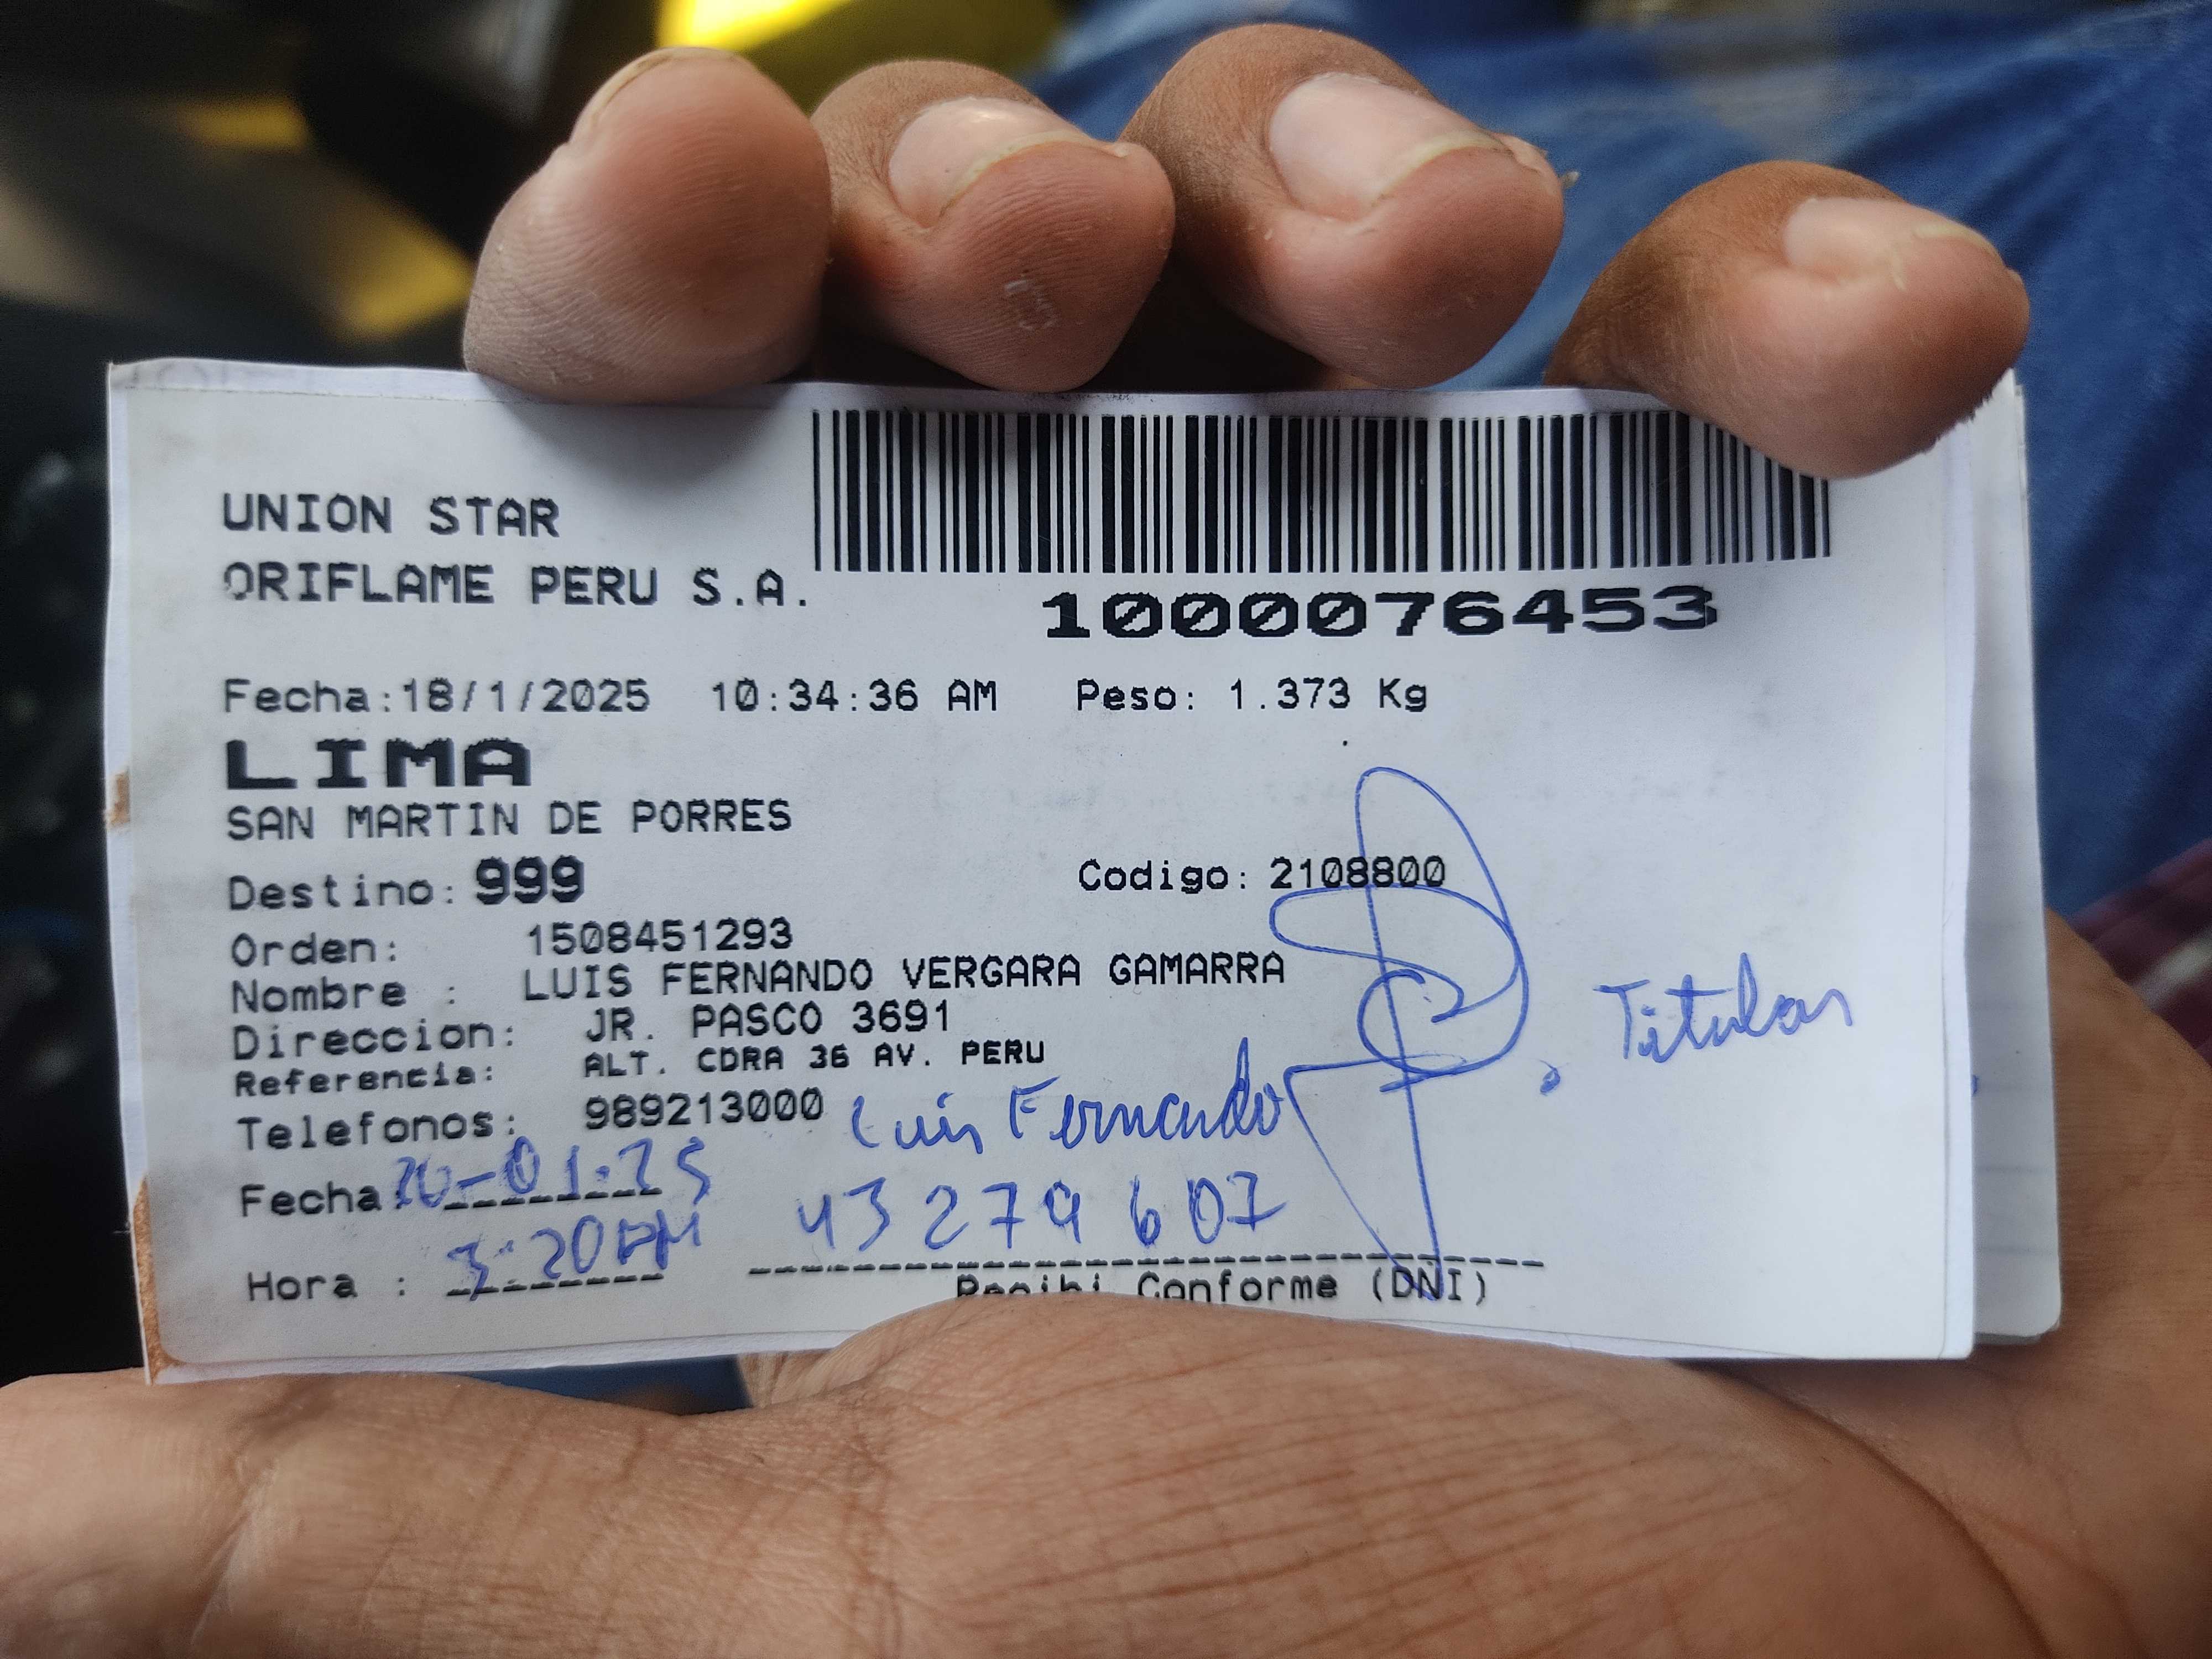 UNION STAR
ORIFLAME PERU S.A.
1000076453
Fecha:18/1/2025 10:34:36 AM Peso: 1.373 Kg
LIMA
SAN MARTIN DE PORRES
Destino: 999 Codigo: 2108800
Orden: 1508451293
Nombre : LUIS FERNANDO VERGARA GAMARRA
Direccion: JR. PASCO 3691
Referencia: ALT. CDRA 36 AV. PERU
Titular
Telefonos: 989213000 Luis Fernando
Fecha: 20-01-25
43279607
Hora : 3:20 PM
Recibi Conforme (DNI)